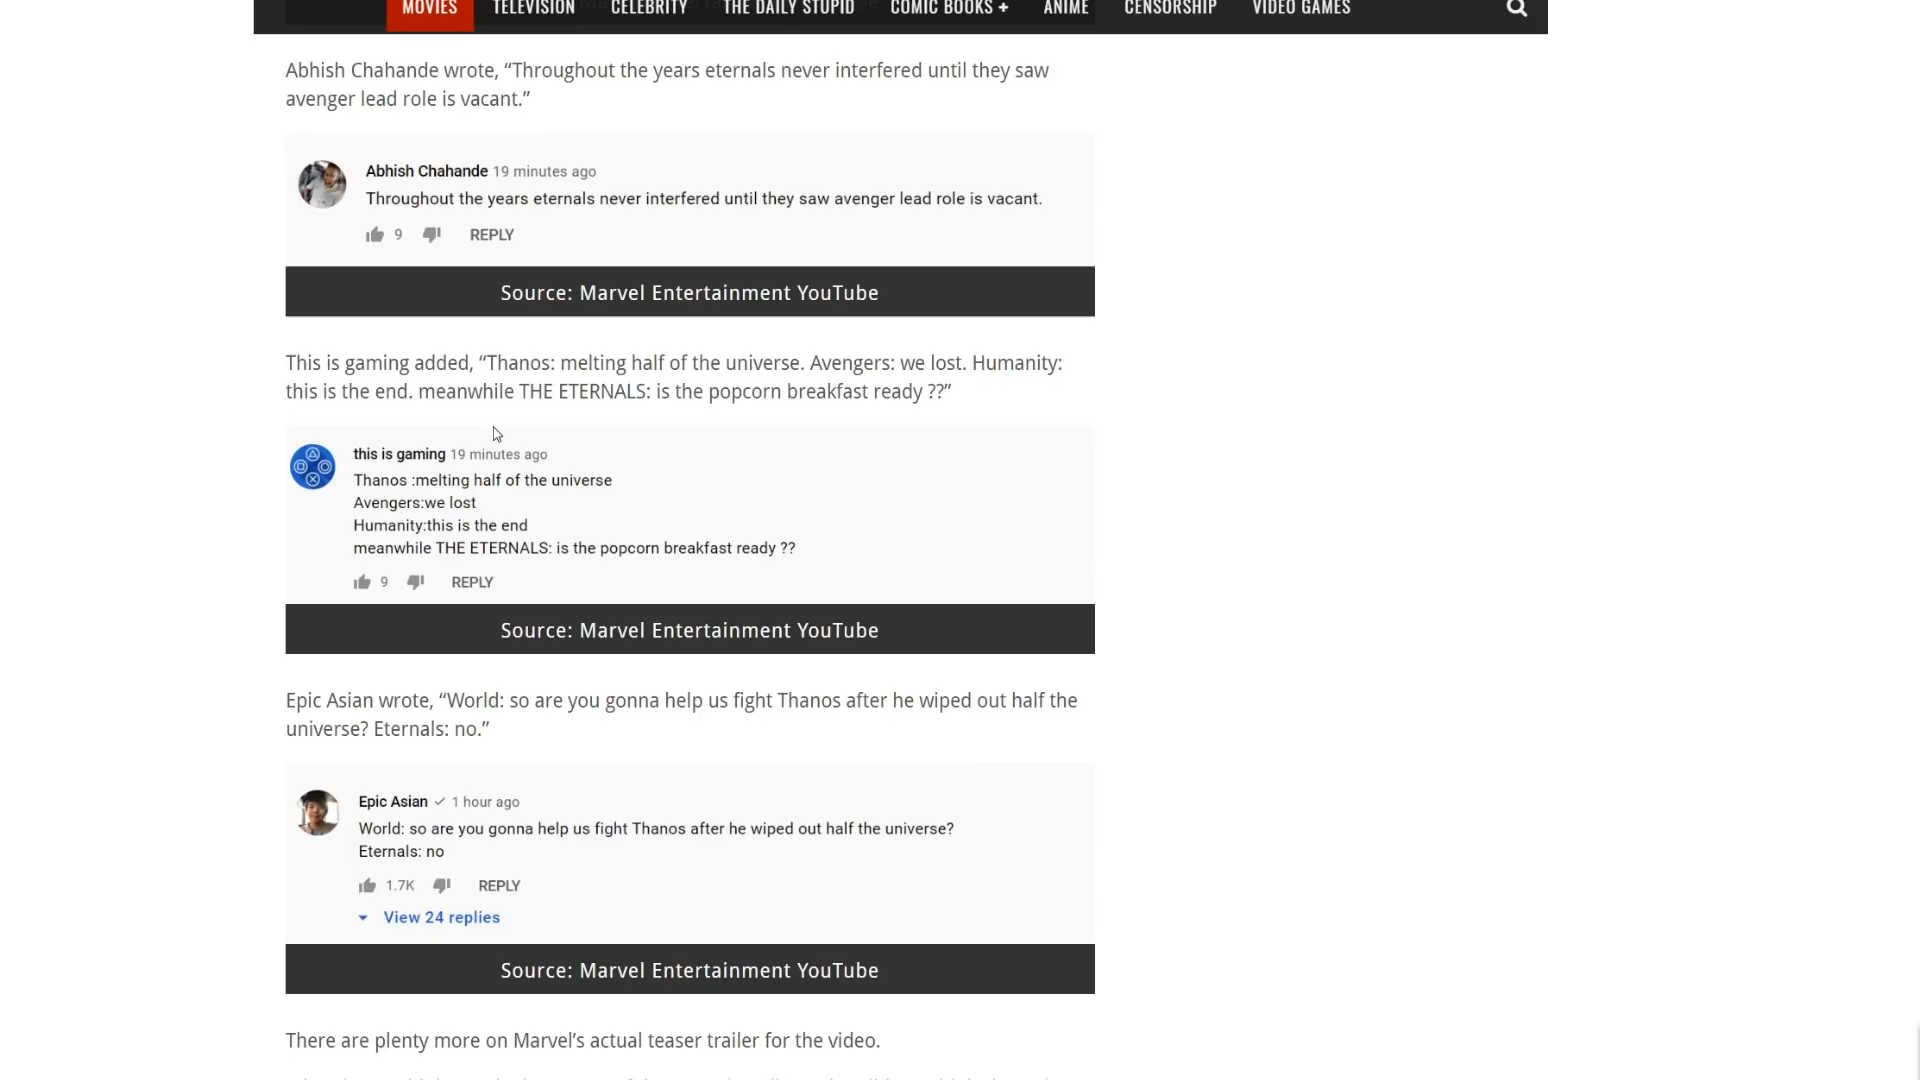 MOVIES TELEVISION CELEBRITY THE DAILY STUPID COMIC BOOKS + ANIME CENSORSHIP VIDEO GAMES
Abhish Chahande wrote, “Throughout the years eternals never interfered until they saw
avenger lead role is vacant.”
Abhish Chahande 19 minutes ago
Throughout the years eternals never interfered until they saw avenger lead role is vacant.
9 REPLY
Source: Marvel Entertainment YouTube
This is gaming added, “Thanos: melting half of the universe. Avengers: we lost. Humanity:
this is the end. meanwhile THE ETERNALS: is the popcorn breakfast ready ??”
this is gaming 19 minutes ago
Thanos :melting half of the universe
Avengers:we lost
Humanity:this is the end
meanwhile THE ETERNALS: is the popcorn breakfast ready ??
9 REPLY
Source: Marvel Entertainment YouTube
Epic Asian wrote, “World: so are you gonna help us fight Thanos after he wiped out half the
universe? Eternals: no.”
Epic Asian 1 hour ago
World: so are you gonna help us fight Thanos after he wiped out half the universe?
Eternals: no
1.7K REPLY
View 24 replies
Source: Marvel Entertainment YouTube
There are plenty more on Marvel’s actual teaser trailer for the video.